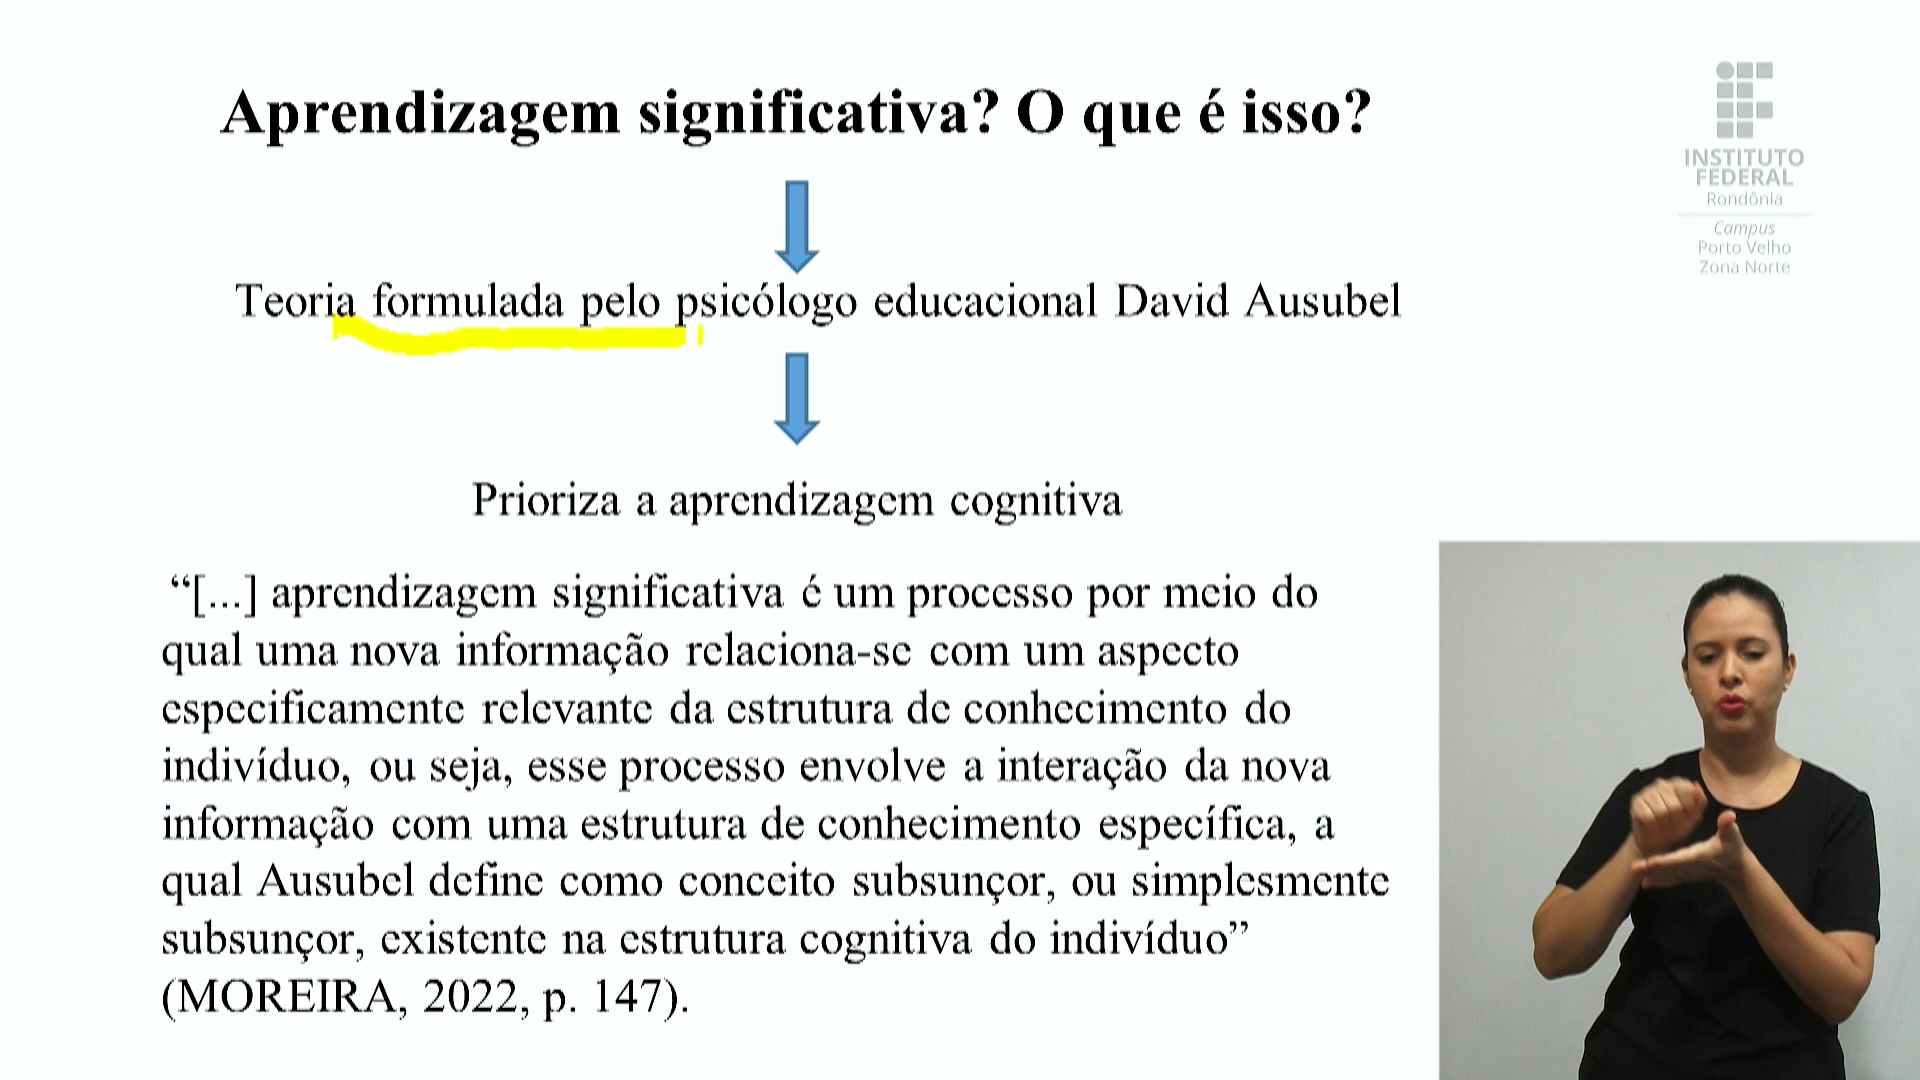 Aprendizagem significativa? O que é isso?
INSTITUTO
FEDERAL
Rondônia
Campus
Porto Velho
Zona Norte
Teoria formulada pelo psicólogo educacional David Ausubel
Prioriza a aprendizagem cognitiva
“[...] aprendizagem significativa é um processo por meio do
qual uma nova informação relaciona-se com um aspecto
especificamente relevante da estrutura de conhecimento do
indivíduo, ou seja, esse processo envolve a interação da nova
informação com uma estrutura de conhecimento específica, a
qual Ausubel define como conceito subsunçor, ou simplesmente
subsunçor, existente na estrutura cognitiva do indivíduo”
(MOREIRA, 2022, p. 147).